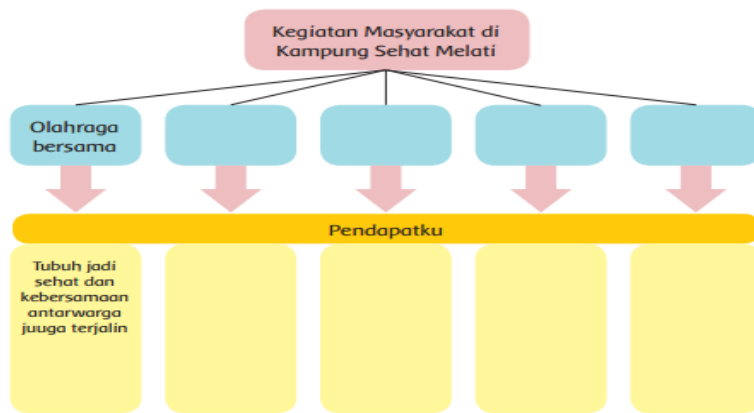 Kegiatan Masyarakat di
Kampung Sehat Melati
Olahraga
bersama
Pendapatku
Tubuh jadi
sehat dan
kebersamaan
antarwarga
juuga terjalin